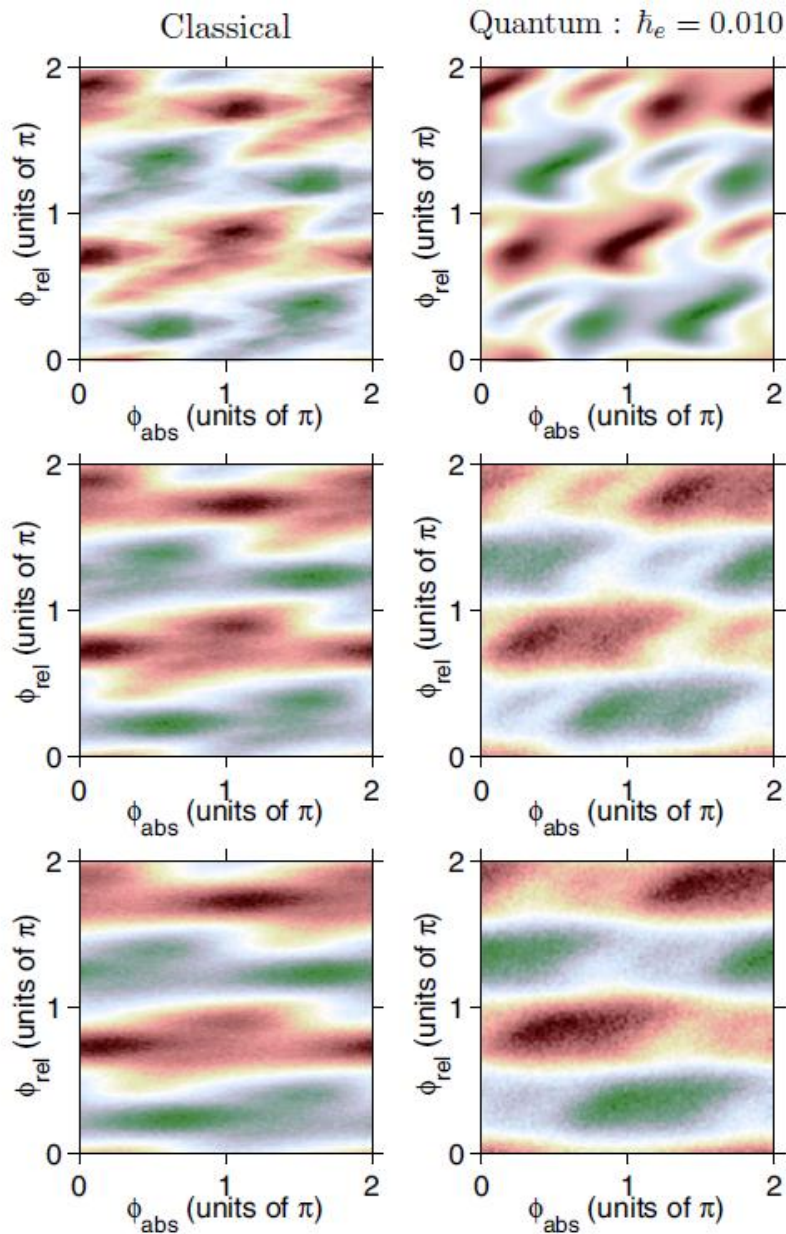 Classical
Quantum : ℏₑ = 0.010
2
1
0
ϕ_rel (units of π)
0 1 2
ϕ_abs (units of π)
2
1
0
ϕ_rel (units of π)
0 1 2
ϕ_abs (units of π)
2
1
0
ϕ_rel (units of π)
0 1 2
ϕ_abs (units of π)
2
1
0
ϕ_rel (units of π)
0 1 2
ϕ_abs (units of π)
2
1
0
ϕ_rel (units of π)
0 1 2
ϕ_abs (units of π)
2
1
0
ϕ_rel (units of π)
0 1 2
ϕ_abs (units of π)